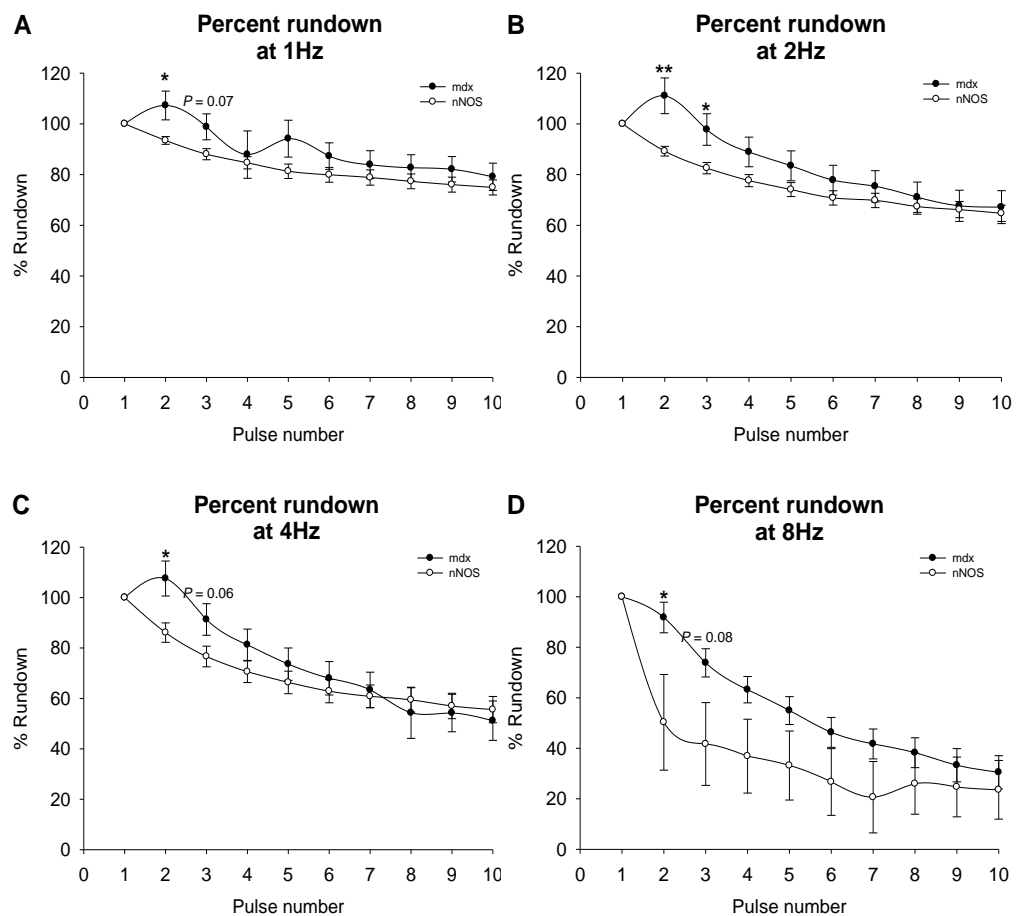 A
Percent rundown
at 1Hz
120
100
80
60
40
20
0
% Rundown
*
P = 0.07
mdx
nNOS
0 1 2 3 4 5 6 7 8 9 10
Pulse number
B
Percent rundown
at 2Hz
120
100
80
60
40
20
0
% Rundown
**
*
mdx
nNOS
0 1 2 3 4 5 6 7 8 9 10
Pulse number
C
Percent rundown
at 4Hz
120
100
80
60
40
20
0
% Rundown
*
P = 0.06
mdx
nNOS
0 1 2 3 4 5 6 7 8 9 10
Pulse number
D
Percent rundown
at 8Hz
120
100
80
60
40
20
0
% Rundown
*
P = 0.08
mdx
nNOS
0 1 2 3 4 5 6 7 8 9 10
Pulse number